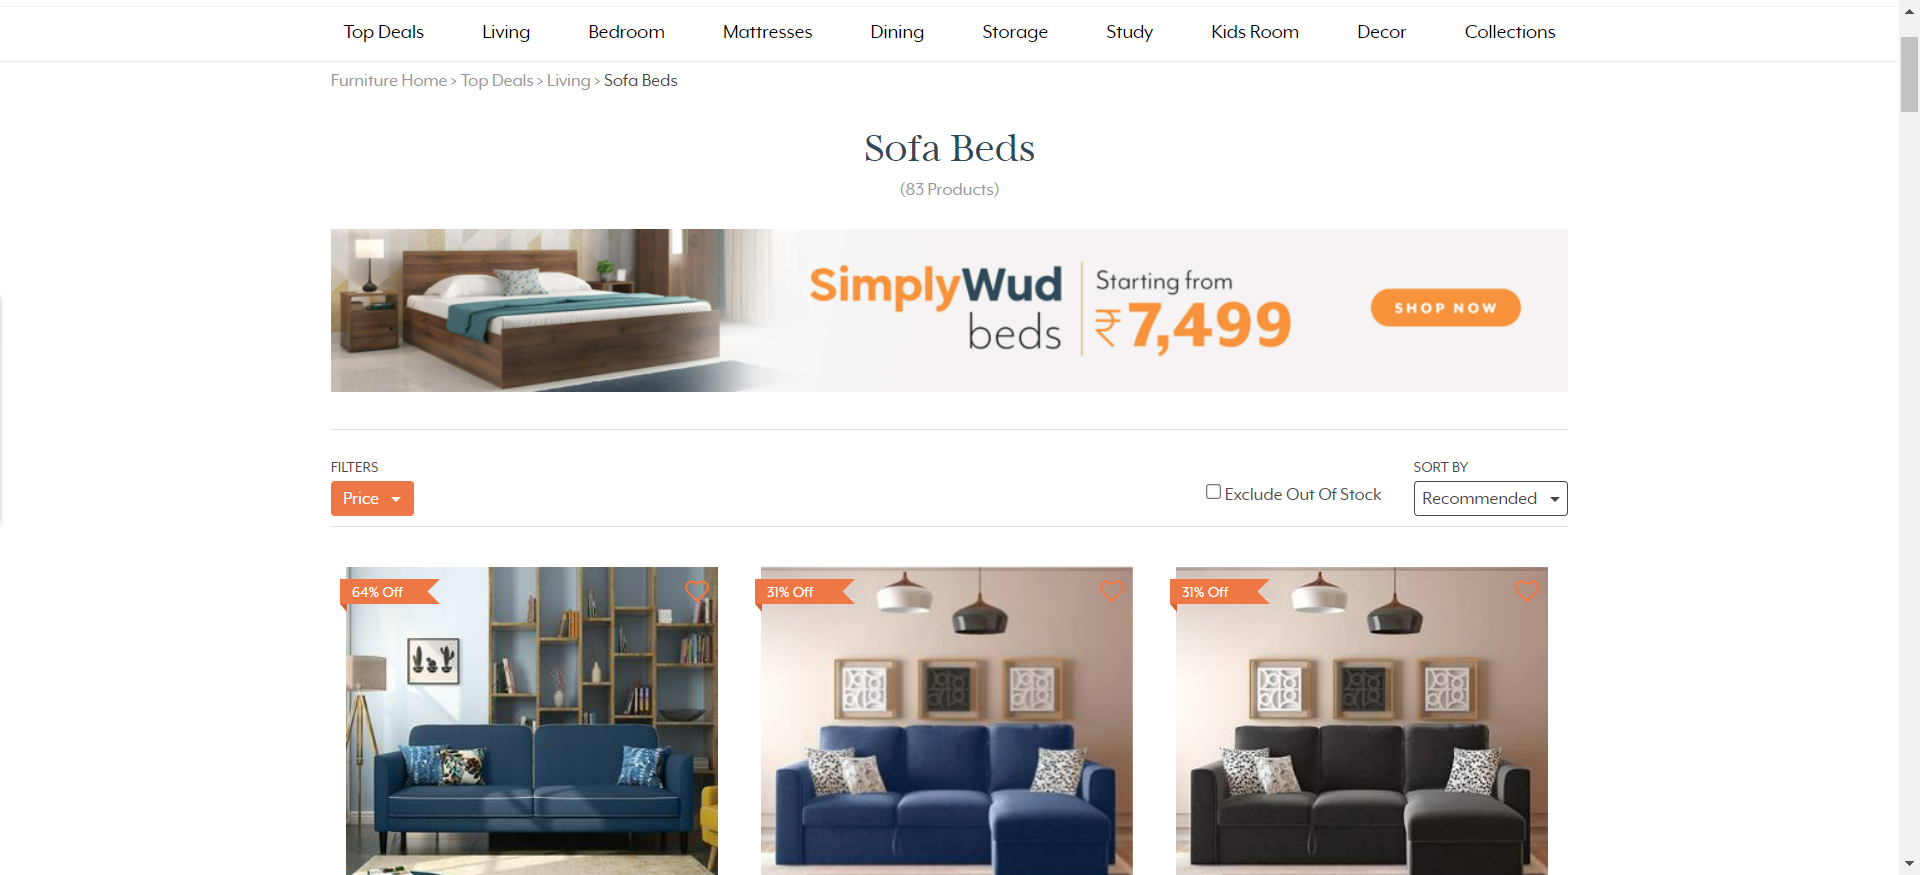 Top Deals Living Bedroom Mattresses Dining Storage Study Kids Room Decor Collections
Furniture Home > Top Deals > Living > Sofa Beds
Sofa Beds
(83 Products)
SimplyWud
beds
Starting from
₹7,499
SHOP NOW
FILTERS
Price
Exclude Out Of Stock
SORT BY
Recommended
64% Off
31% Off
31% Off